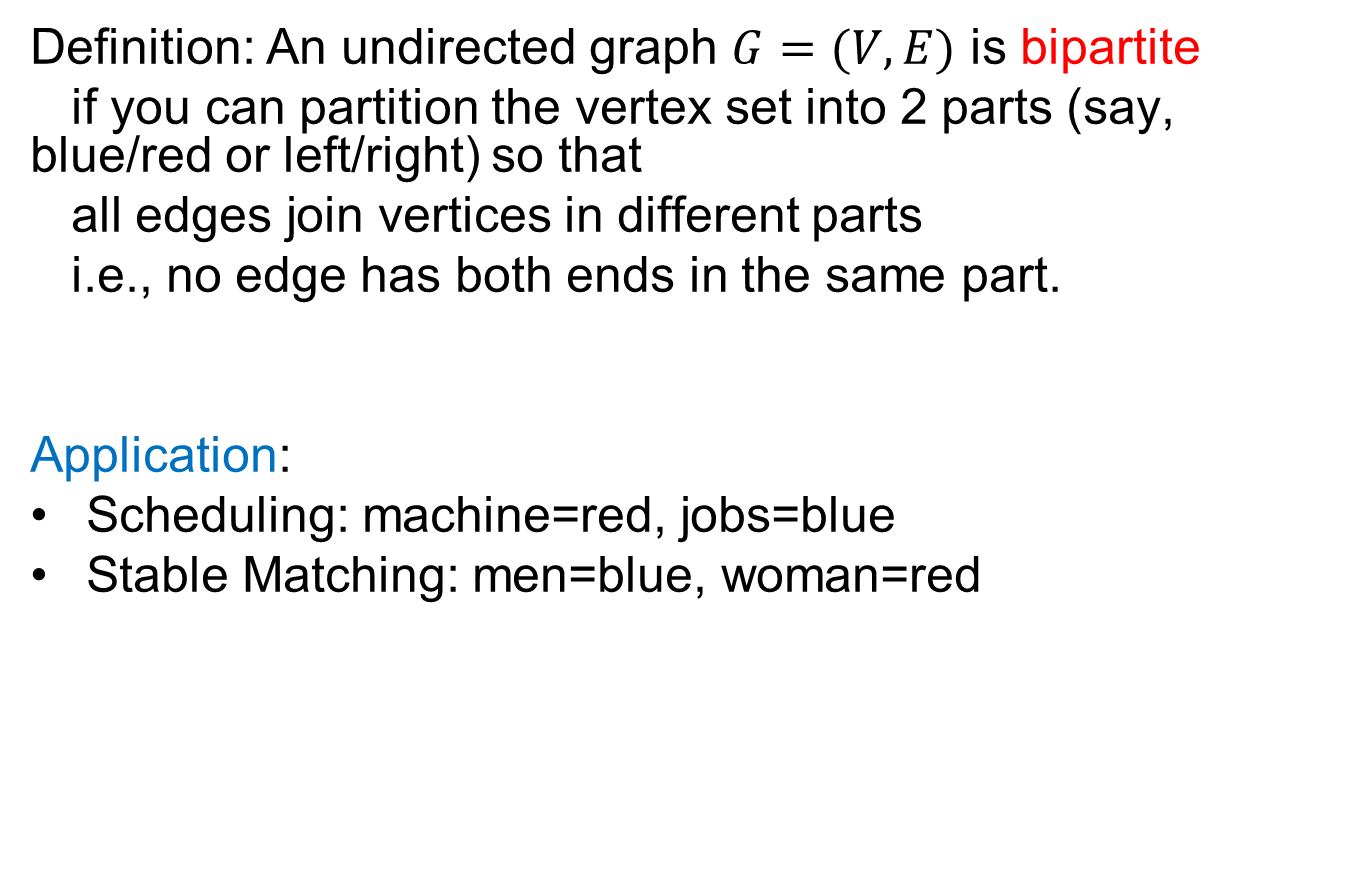 Definition: An undirected graph G = (V, E) is bipartite
if you can partition the vertex set into 2 parts (say,
blue/red or left/right) so that
all edges join vertices in different parts
i.e., no edge has both ends in the same part.
Application:
• Scheduling: machine=red, jobs=blue
• Stable Matching: men=blue, woman=red